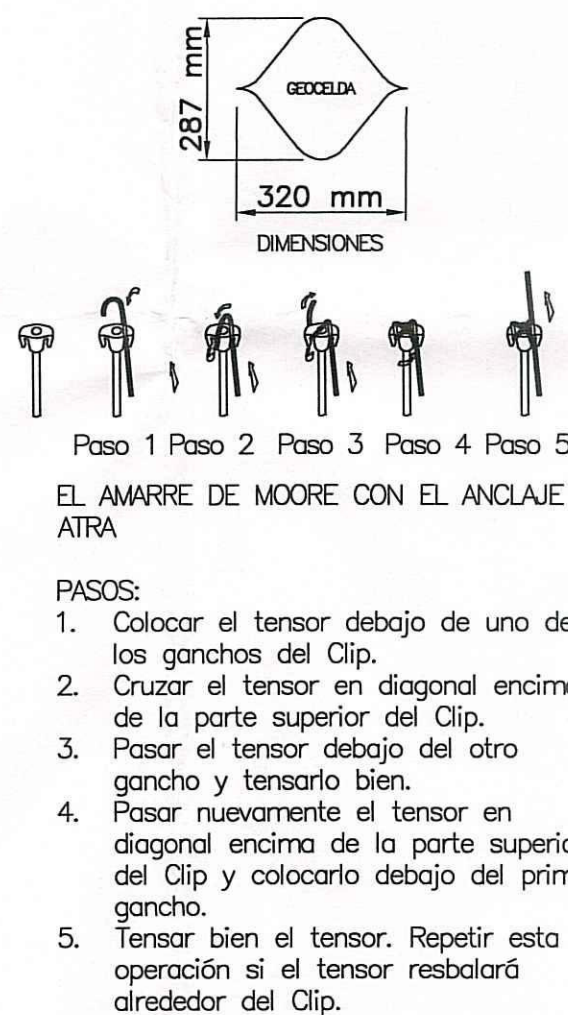 287 mm
GEOCELDA
320 mm
DIMENSIONES
Paso 1 Paso 2 Paso 3 Paso 4 Paso 5
EL AMARRE DE MOORE CON EL ANCLAJE
ATRA
PASOS:
1. Colocar el tensor debajo de uno de
los ganchos del Clip.
2. Cruzar el tensor en diagonal encima
de la parte superior del Clip.
3. Pasar el tensor debajo del otro
gancho y tensarlo bien.
4. Pasar nuevamente el tensor en
diagonal encima de la parte superio
del Clip y colocarlo debajo del prim
gancho.
5. Tensar bien el tensor. Repetir esta
operación si el tensor resbalará
alrededor del Clip.